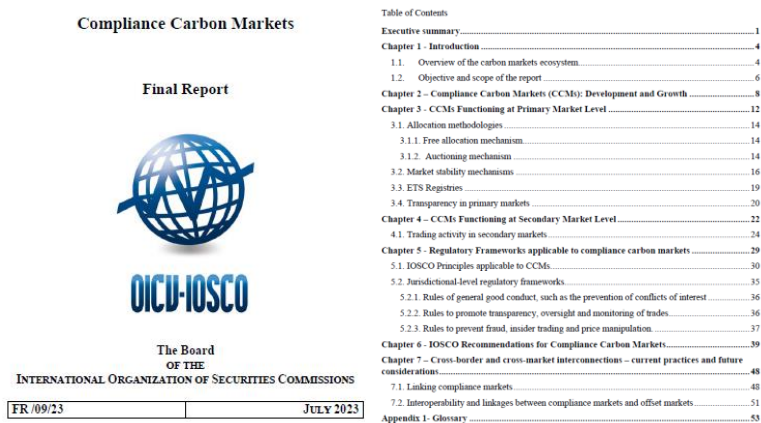 Compliance Carbon Markets
Final Report
OICU-IOSCO
The Board
OF THE
INTERNATIONAL ORGANIZATION OF SECURITIES COMMISSIONS
FR /09/23 JULY 2023
Table of Contents
Executive summary 1
Chapter 1 - Introduction 4
1.1. Overview of the carbon markets ecosystem 4
1.2. Objective and scope of the report 6
Chapter 2 – Compliance Carbon Markets (CCMs): Development and Growth 8
Chapter 3 - CCMs Functioning at Primary Market Level 12
3.1. Allocation methodologies 14
3.1.1. Free allocation mechanism 14
3.1.2. Auctioning mechanism 14
3.2. Market stability mechanisms 16
3.3. ETS Registries 19
3.4. Transparency in primary markets 20
Chapter 4 – CCMs Functioning at Secondary Market Level 22
4.1. Trading activity in secondary markets 24
Chapter 5 - Regulatory Frameworks applicable to compliance carbon markets 29
5.1. IOSCO Principles applicable to CCMs 30
5.2. Jurisdictional-level regulatory frameworks 35
5.2.1. Rules of general good conduct, such as the prevention of conflicts of interest 36
5.2.2. Rules to promote transparency, oversight and monitoring of trades 36
5.2.3. Rules to prevent fraud, insider trading and price manipulation. 37
Chapter 6 - IOSCO Recommendations for Compliance Carbon Markets 39
Chapter 7 – Cross-border and cross-market interconnections – current practices and future
considerations 48
7.1. Linking compliance markets 48
7.2. Interoperability and linkages between compliance markets and offset markets 51
Appendix 1- Glossary 53